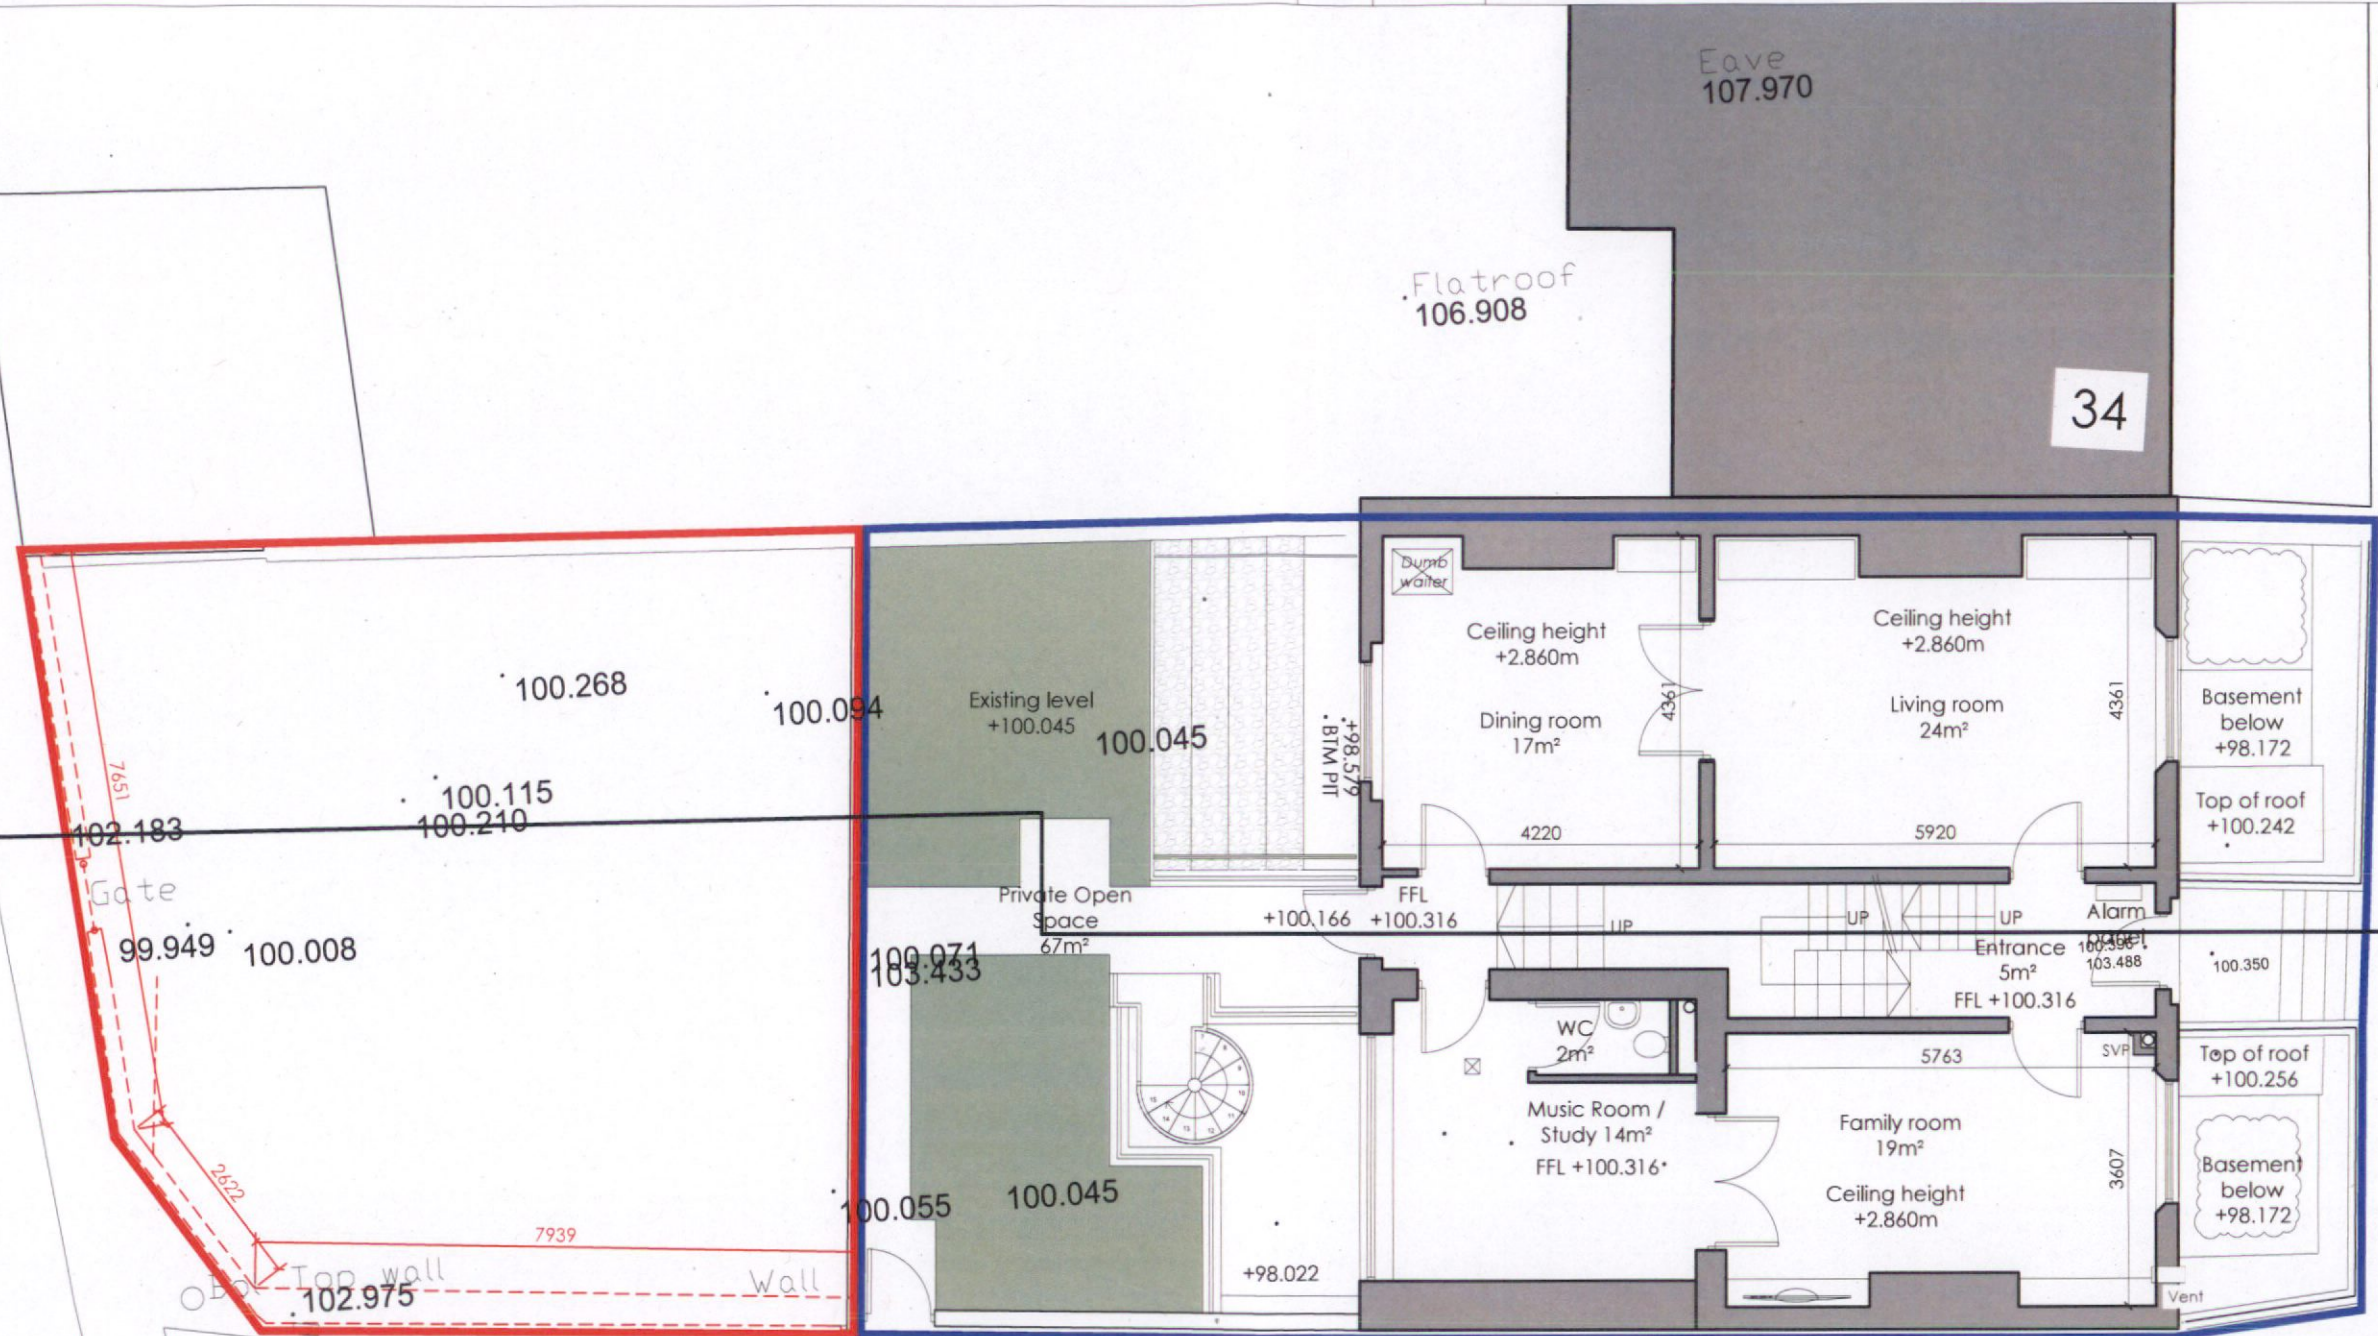 Eave
107.970
Flatroof
106.908
34
Dumb
waiter
Ceiling height
+2.860m
Dining room
17m²
4361
4220
Ceiling height
+2.860m
Living room
24m²
4361
5920
Basement
below
+98.172
Top of roof
+100.242
100.268
100.094
Existing level
+100.045
100.045
+98.579
BTM PIT
7651
100.115
100.210
102.183
Gate
99.949
100.008
Private Open
Space
67m²
100.071
103.433
+100.166
FFL
+100.316
UP
UP
UP
Alarm
panel
Entrance
5m²
FFL +100.316
103.488
100.350
WC
2m²
SVP
5763
Top of roof
+100.256
Music Room /
Study 14m²
FFL +100.316
Family room
19m²
Ceiling height
+2.860m
3607
Basement
below
+98.172
2622
100.055
100.045
7939
Top wall
102.975
Wall
+98.022
Vent